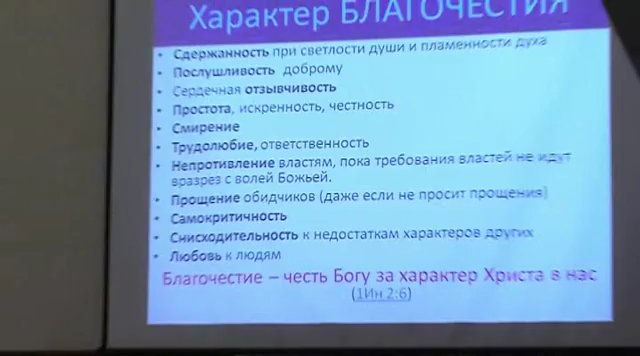 Характер БЛАГОЧЕСТИЯ
• Сдержанность при светлости души и пламенности духа
• Послушливость доброму
• Сердечная отзывчивость
• Простота, искренность, честность
• Смирение
• Трудолюбие, ответственность
• Непротивление властям, пока требования властей не идут
вразрез с волей Божьей.
• Прощение обидчиков (даже если не просит прощения)
• Самокритичность
• Снисходительность к недостаткам характеров других
• Любовь к людям
Благочестие – честь Богу за характер Христа в нас
(1Ин 2:6)